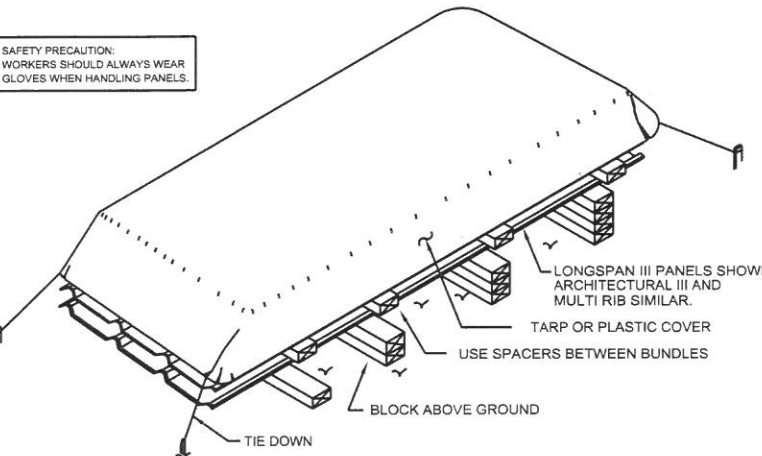 SAFETY PRECAUTION:
WORKERS SHOULD ALWAYS WEAR
GLOVES WHEN HANDLING PANELS.
LONGSPAN III PANELS SHOW
ARCHITECTURAL III AND
MULTI RIB SIMILAR.
TARP OR PLASTIC COVER
USE SPACERS BETWEEN BUNDLES
BLOCK ABOVE GROUND
TIE DOWN